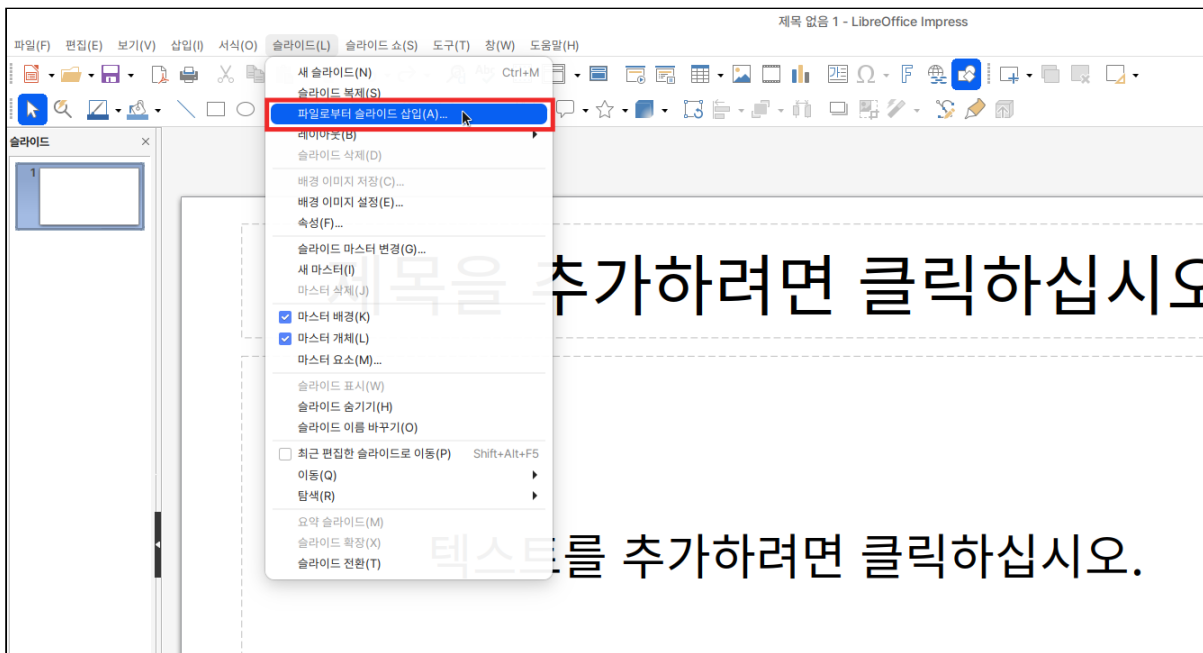 제목 없음 1 - LibreOffice Impress
파일(F) 편집(E) 보기(V) 삽입(I) 서식(O) 슬라이드(L) 슬라이드 쇼(S) 도구(T) 창(W) 도움말(H)
새 슬라이드(N) Ctrl+M
슬라이드 복제(S)
파일로부터 슬라이드 삽입(A)...
레이아웃(B)
슬라이드 삭제(D)
배경 이미지 저장(C)...
배경 이미지 설정(E)...
속성(F)...
슬라이드 마스터 변경(G)...
새 마스터(I)
마스터 삭제(J)
마스터 배경(K)
마스터 개체(L)
마스터 요소(M)...
슬라이드 표시(W)
슬라이드 숨기기(H)
슬라이드 이름 바꾸기(O)
최근 편집한 슬라이드로 이동(P) Shift+Alt+F5
이동(Q)
탐색(R)
요약 슬라이드(M)
슬라이드 확장(X)
슬라이드 전환(T)
슬라이드
1
제목을 추가하려면 클릭하십시오
텍스트를 추가하려면 클릭하십시오.